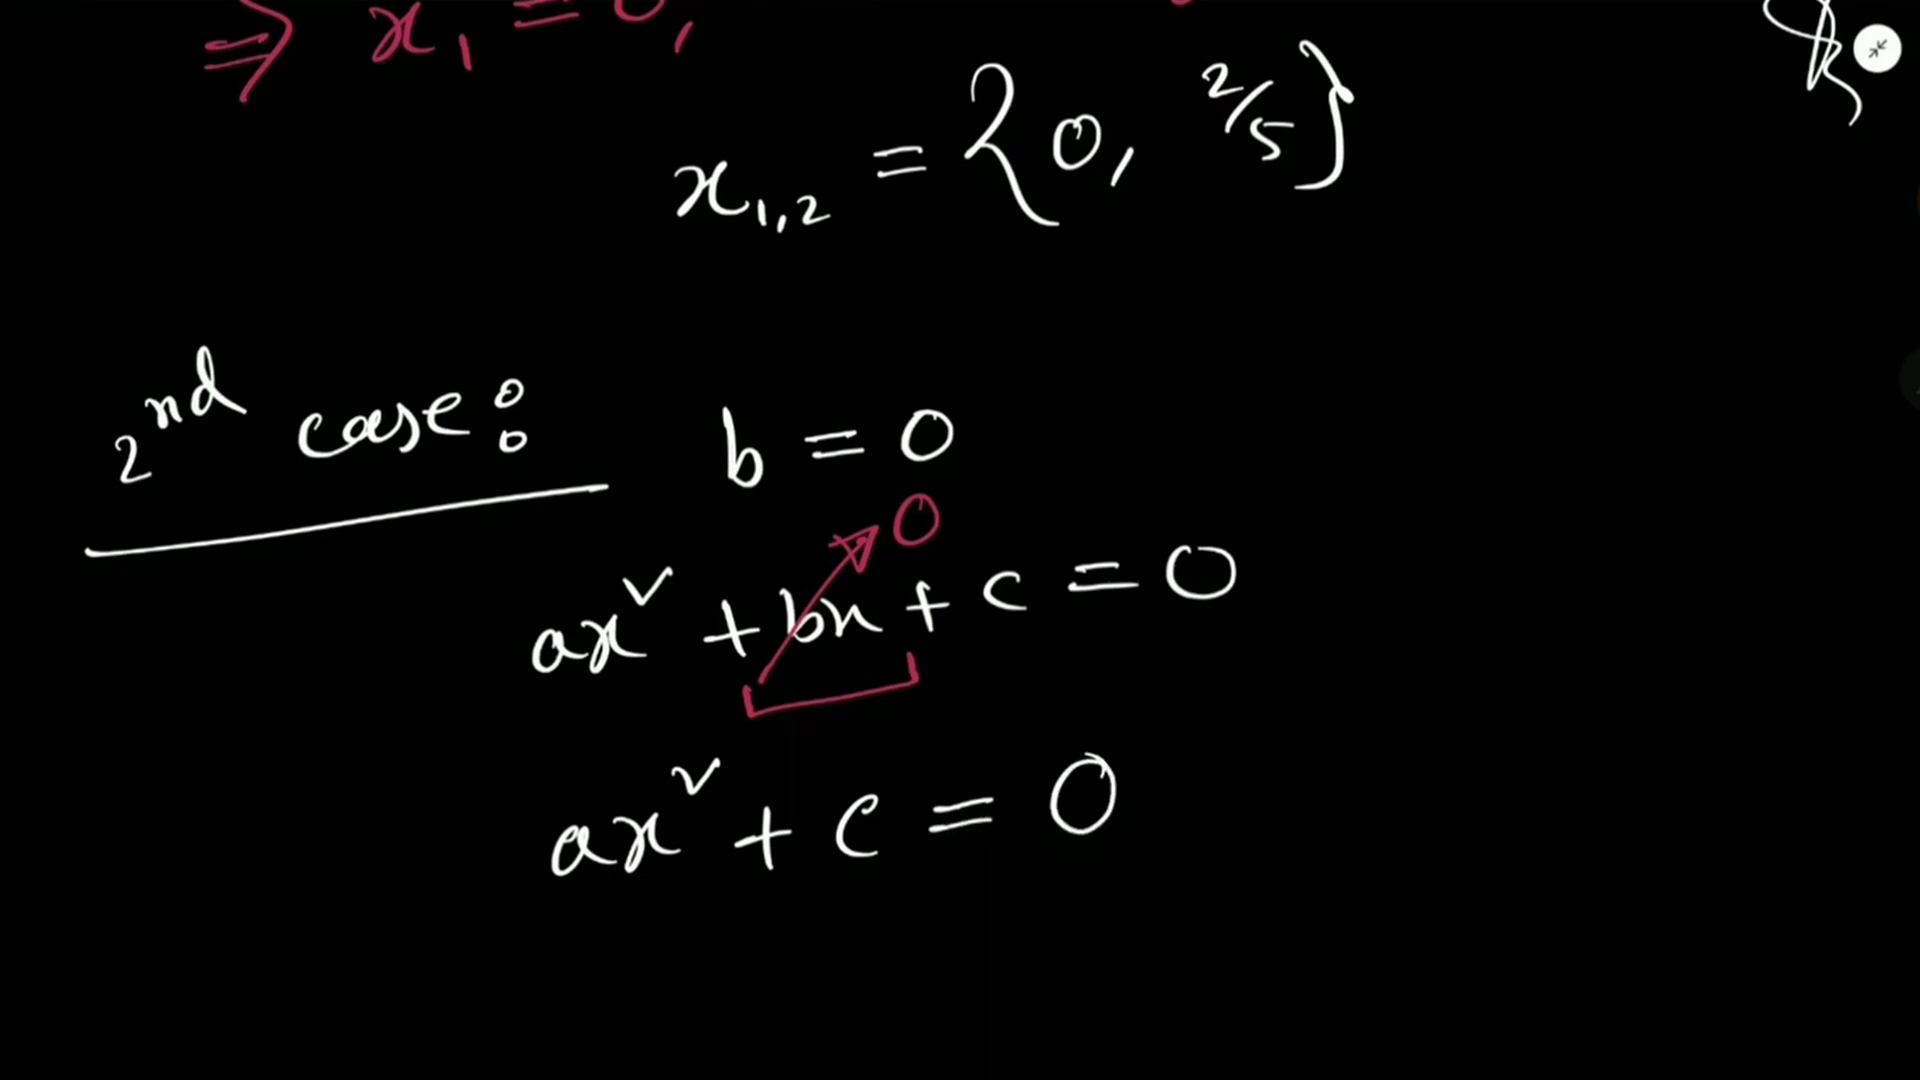 ⇒ x₁ = 0,
x₁,₂ = {0, 2/5}
2nd case: b = 0
0
ax² + bx + c = 0
ax² + c = 0